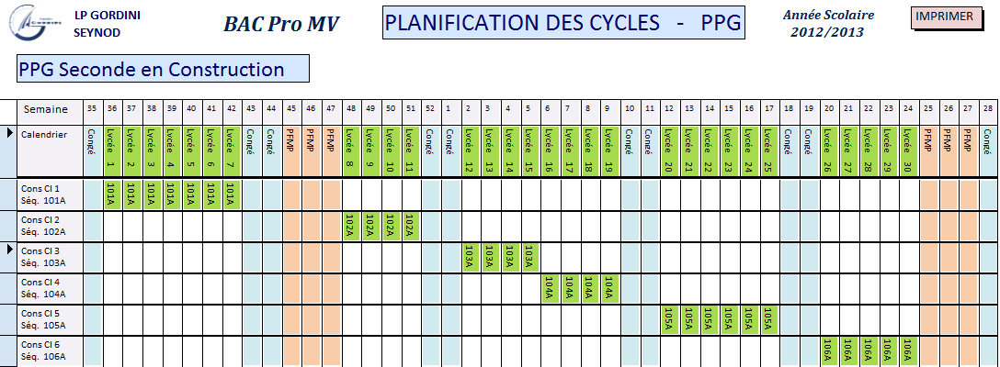 LP GORDINI
SEYNOD
BAC Pro MV
PLANIFICATION DES CYCLES - PPG
Année Scolaire
2012/2013
IMPRIMER
PPG Seconde en Construction
Semaine 35 36 37 38 39 40 41 42 43 44 45 46 47 48 49 50 51 52 1 2 3 4 5 6 7 8 9 10 11 12 13 14 15 16 17 18 19 20 21 22 23 24 25 26 27 28
Calendrier Congé Lycée 1 Lycée 2 Lycée 3 Lycée 4 Lycée 5 Lycée 6 Lycée 7 Congé Congé PFMP PFMP PFMP Lycée 8 Lycée 9 Lycée 10 Lycée 11 Congé Congé Lycée 12 Lycée 13 Lycée 14 Lycée 15 Lycée 16 Lycée 17 Lycée 18 Lycée 19 Congé Congé Lycée 20 Lycée 21 Lycée 22 Lycée 23 Lycée 24 Lycée 25 Congé Congé Lycée 26 Lycée 27 Lycée 28 Lycée 29 Lycée 30 PFMP PFMP PFMP Congé
Cons CI 1
Séq. 101A 101A 101A 101A 101A 101A 101A 101A
Cons CI 2
Séq. 102A 102A 102A 102A 102A
Cons CI 3
Séq. 103A 103A 103A 103A 103A
Cons CI 4
Séq. 104A 104A 104A 104A 104A
Cons CI 5
Séq. 105A 105A 105A 105A 105A 105A 105A
Cons CI 6
Séq. 106A 106A 106A 106A 106A 106A